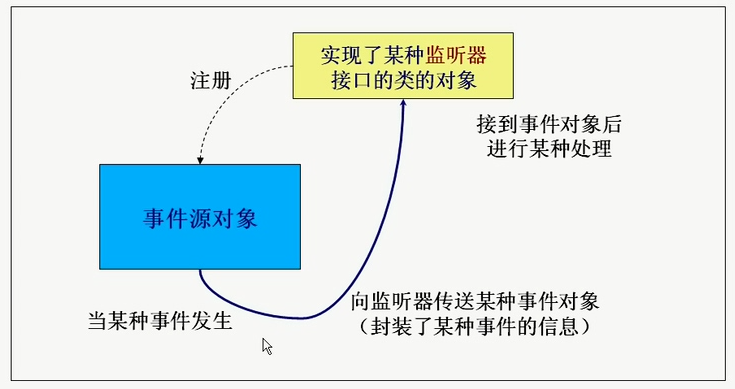 实现了某种监听器
接口的类的对象
注册
接到事件对象后
进行某种处理
事件源对象
向监听器传送某种事件对象
（封装了某种事件的信息）
当某种事件发生